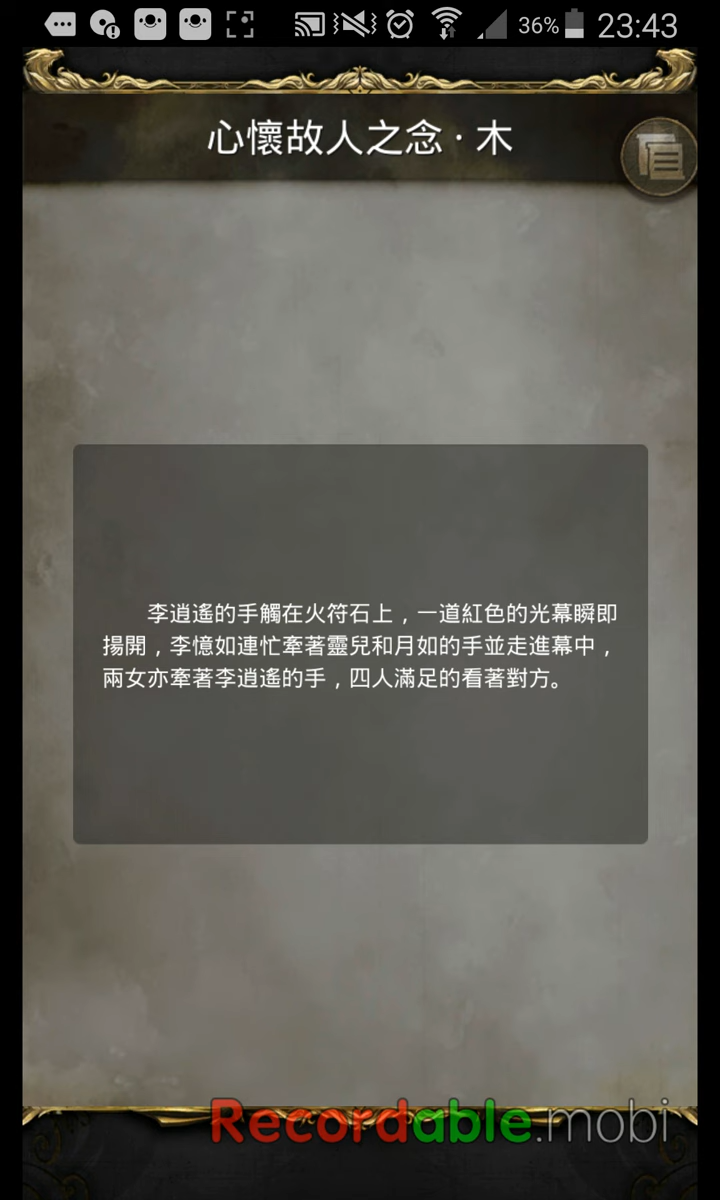 36% 23:43
心懷故人之念·木
李逍遙的手觸在火符石上，一道紅色的光幕瞬即
揚開，李憶如連忙牽著靈兒和月如的手並走進幕中，
兩女亦牽著李逍遙的手，四人滿足的看著對方。
Recordable.mobi